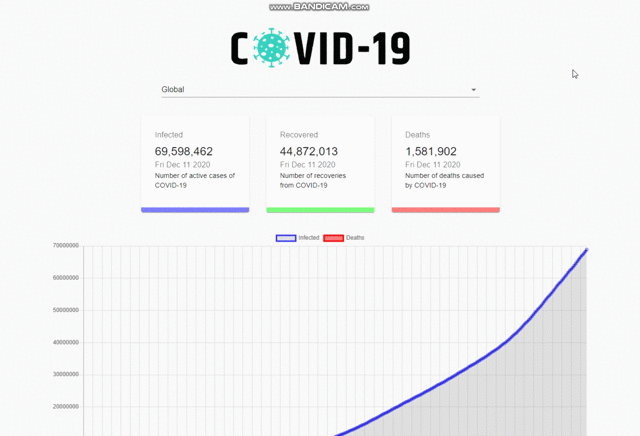 www.BANDICAM.com
COVID-19
Global
Infected
69,598,462
Fri Dec 11 2020
Number of active cases of
COVID-19
Recovered
44,872,013
Fri Dec 11 2020
Number of recoveries
from COVID-19
Deaths
1,581,902
Fri Dec 11 2020
Number of deaths caused
by COVID-19
Infected Deaths
70000000
60000000
50000000
40000000
30000000
20000000